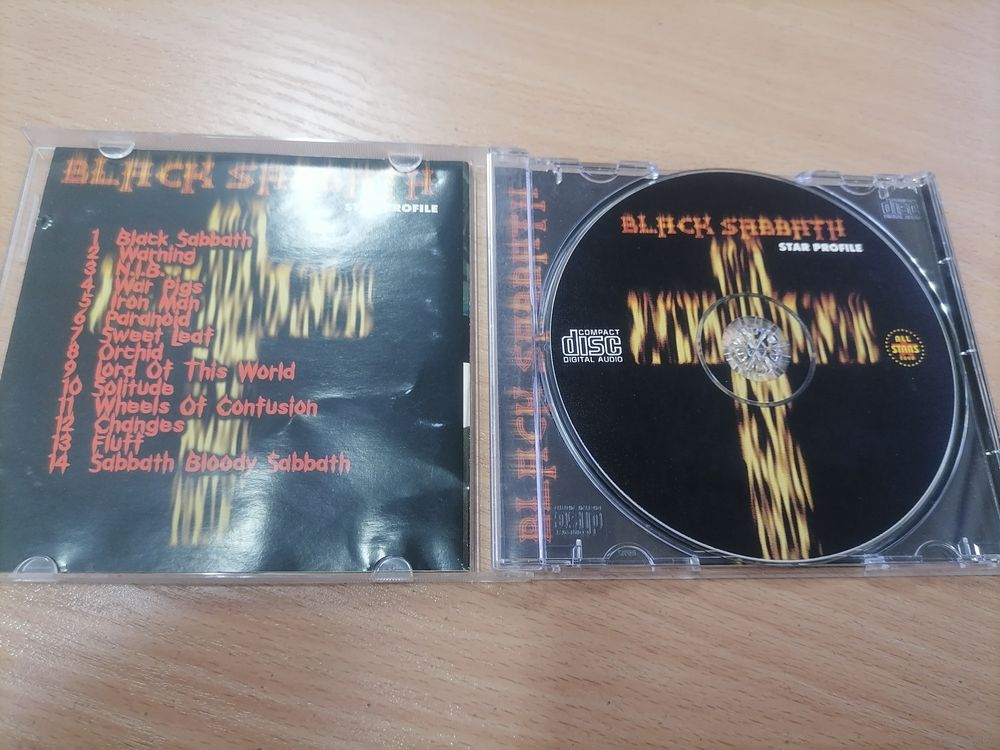 BLACK SABBATH
STAR PROFILE
1 Black Sabbath
2 Warning
3 N.I.B.
4 War Pigs
5 Iron Man
6 Paranoid
7 Sweet Leaf
8 Orchid
9 Lord Of This World
10 Solitude
11 Wheels Of Confusion
12 Changes
13 Fluff
14 Sabbath Bloody Sabbath
BLACK SABBATH
BLACK SABBATH
STAR PROFILE
COMPACT
disc
DIGITAL AUDIO
ALL
STARS
disc